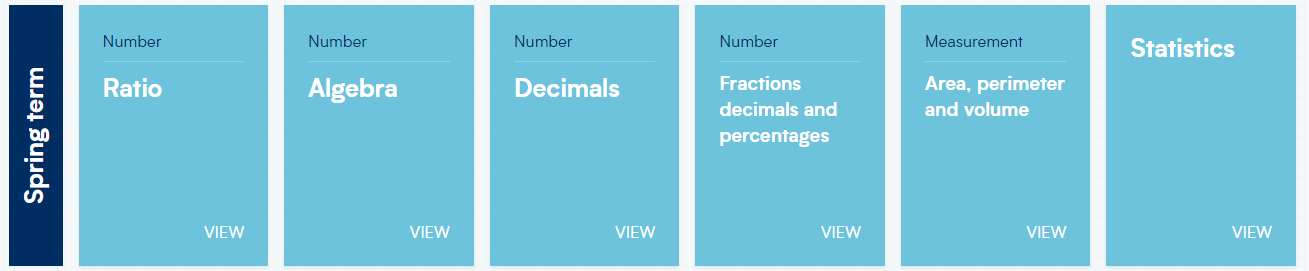 Spring term
Number
Ratio
VIEW
Number
Algebra
VIEW
Number
Decimals
VIEW
Number
Fractions
decimals and
percentages
VIEW
Measurement
Area, perimeter
and volume
VIEW
Statistics
VIEW